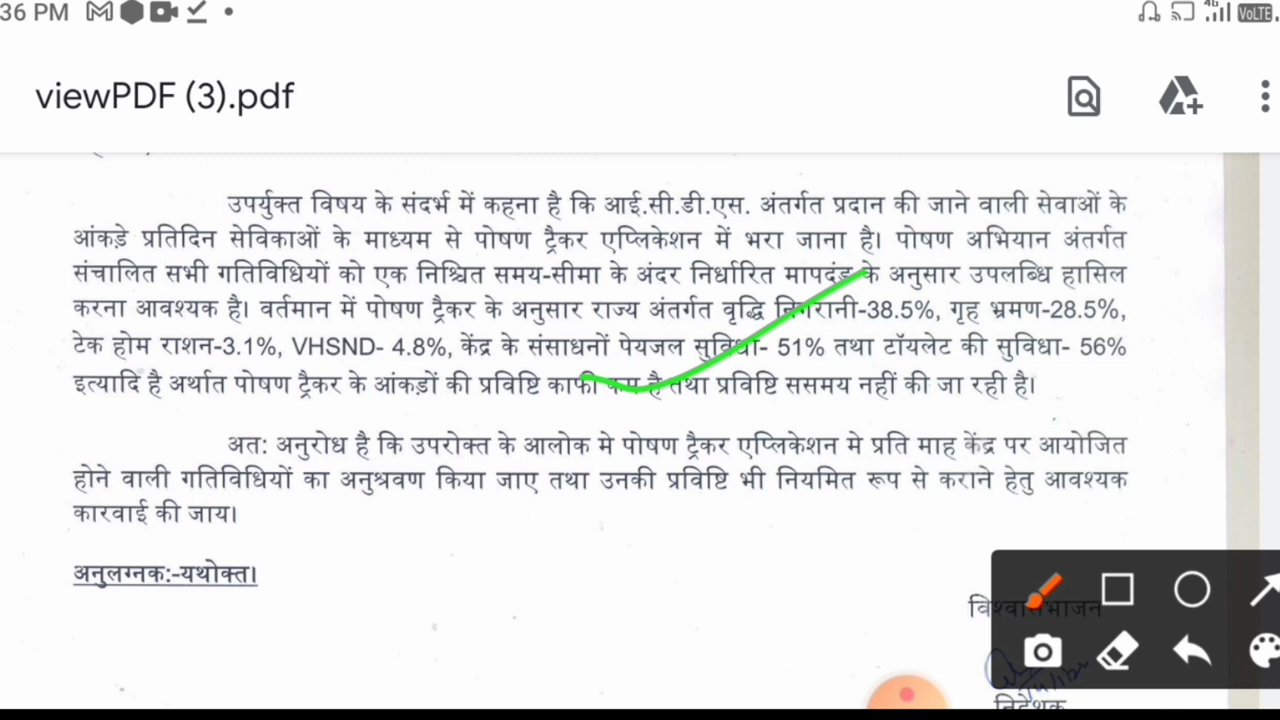 36 PM
4G
VoLTE
viewPDF (3).pdf
उपर्युक्त विषय के संदर्भ में कहना है कि आई.सी.डी.एस. अंतर्गत प्रदान की जाने वाली सेवाओं के
आंकड़े प्रतिदिन सेविकाओं के माध्यम से पोषण ट्रैकर एप्लिकेशन में भरा जाना है। पोषण अभियान अंतर्गत
संचालित सभी गतिविधियों को एक निश्चित समय-सीमा के अंदर निर्धारित मापदंड के अनुसार उपलब्धि हासिल
करना आवश्यक है। वर्तमान में पोषण ट्रैकर के अनुसार राज्य अंतर्गत वृद्धि निगरानी-38.5%, गृह भ्रमण-28.5%,
टेक होम राशन-3.1%, VHSND- 4.8%, केंद्र के संसाधनों पेयजल सुविधा- 51% तथा टॉयलेट की सुविधा- 56%
इत्यादि है अर्थात पोषण ट्रैकर के आंकड़ों की प्रविष्टि काफी कम है तथा प्रविष्टि ससमय नहीं की जा रही है।
अत: अनुरोध है कि उपरोक्त के आलोक मे पोषण ट्रैकर एप्लिकेशन मे प्रति माह केंद्र पर आयोजित
होने वाली गतिविधियों का अनुश्रवण किया जाए तथा उनकी प्रविष्टि भी नियमित रूप से कराने हेतु आवश्यक
कारवाई की जाय।
अनुलग्नक:-यथोक्त।
विश्वासभाजन
निदेशक